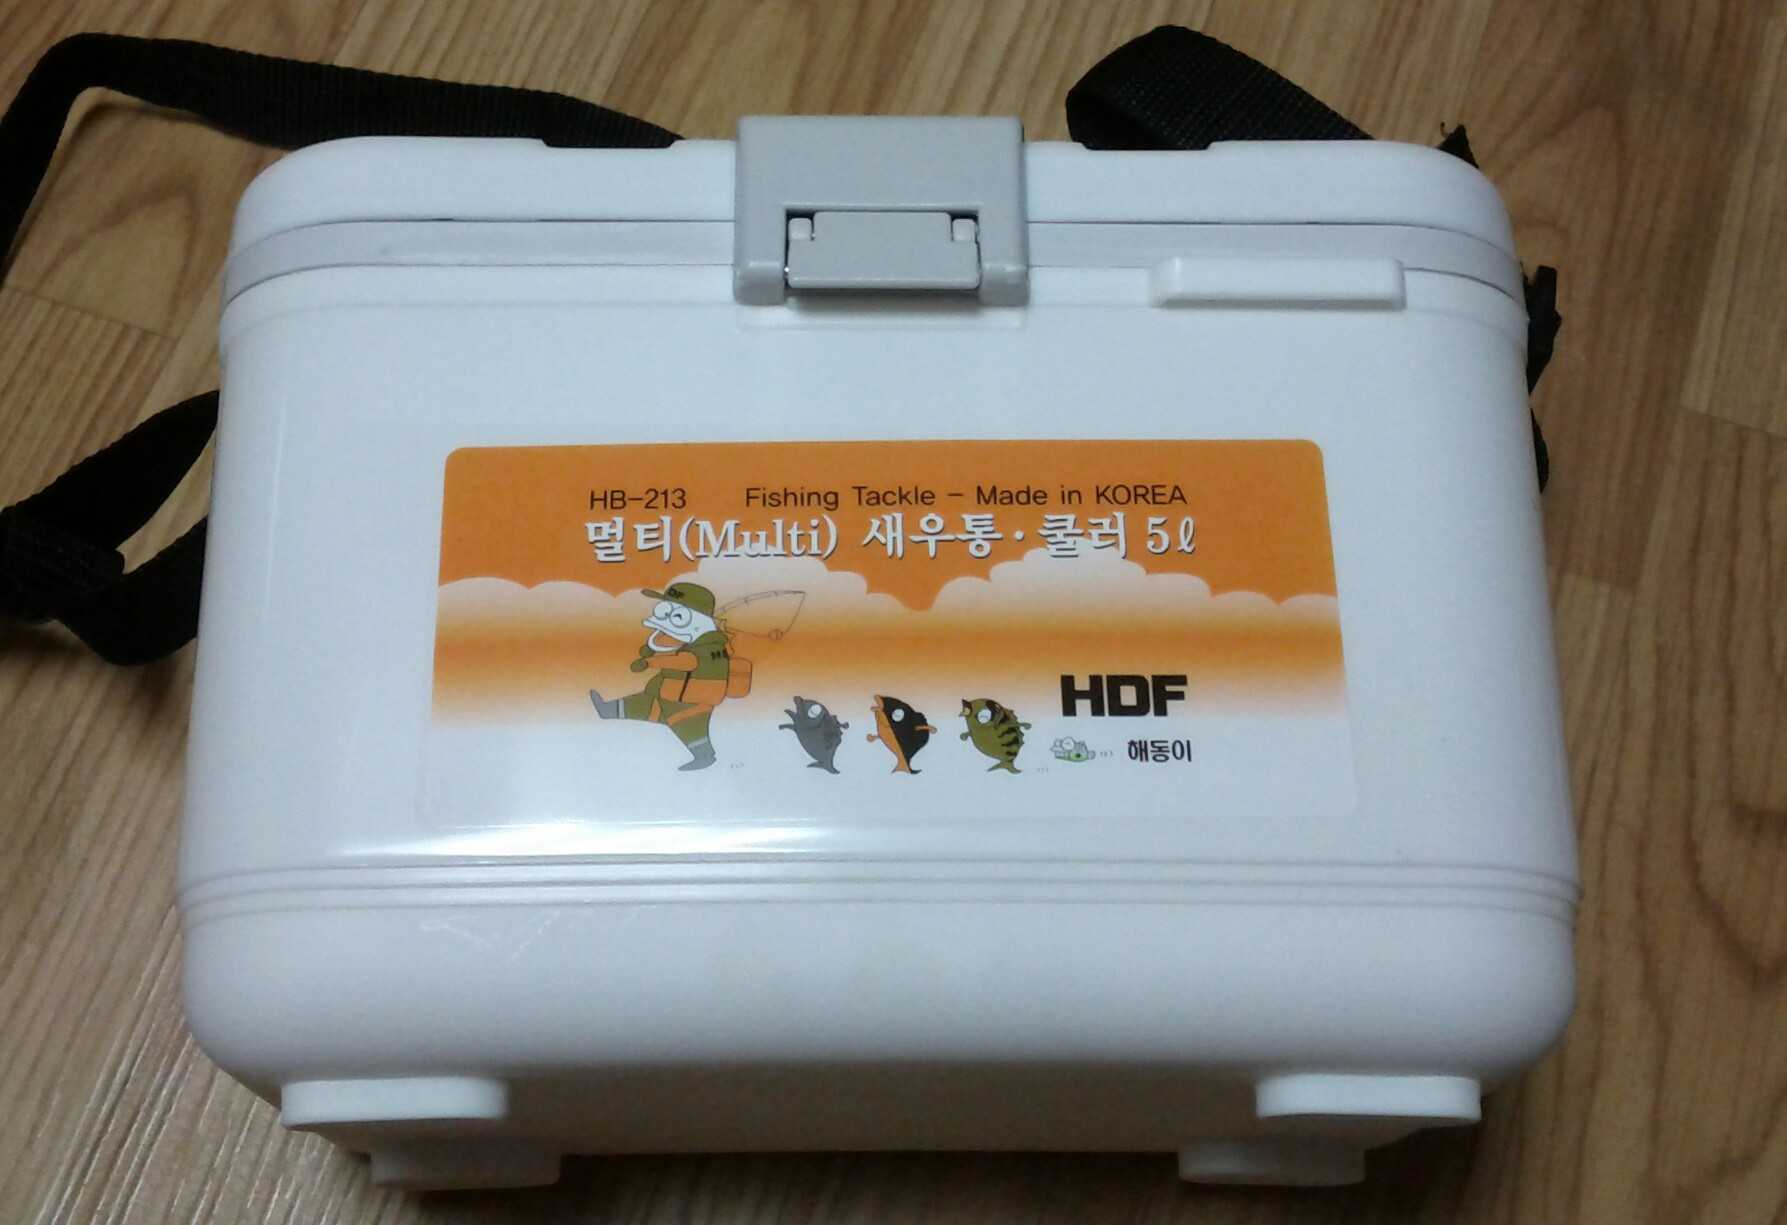 HB-213 Fishing Tackle - Made in KOREA
멀티(Multi) 새우통·쿨러 5ℓ
DF
HDF
해동이